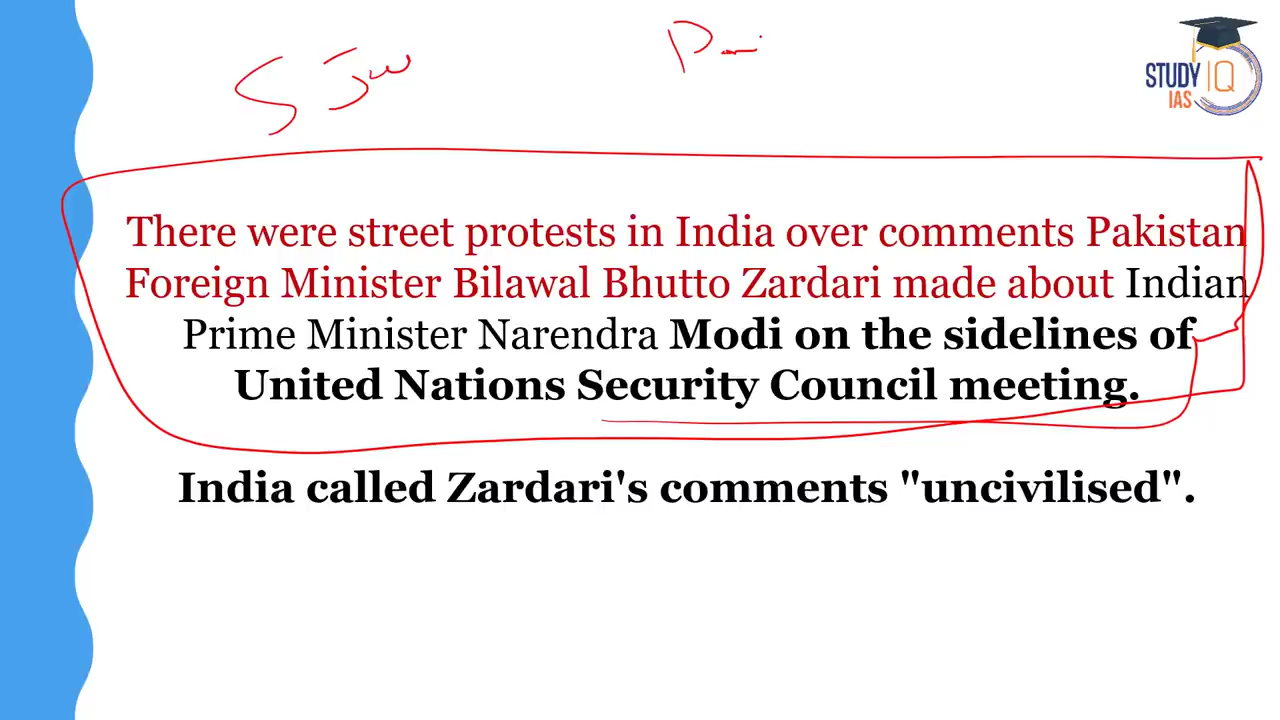 STUDY IQ
IAS
There were street protests in India over comments Pakistan
Foreign Minister Bilawal Bhutto Zardari made about Indian
Prime Minister Narendra Modi on the sidelines of
United Nations Security Council meeting.
India called Zardari's comments "uncivilised".